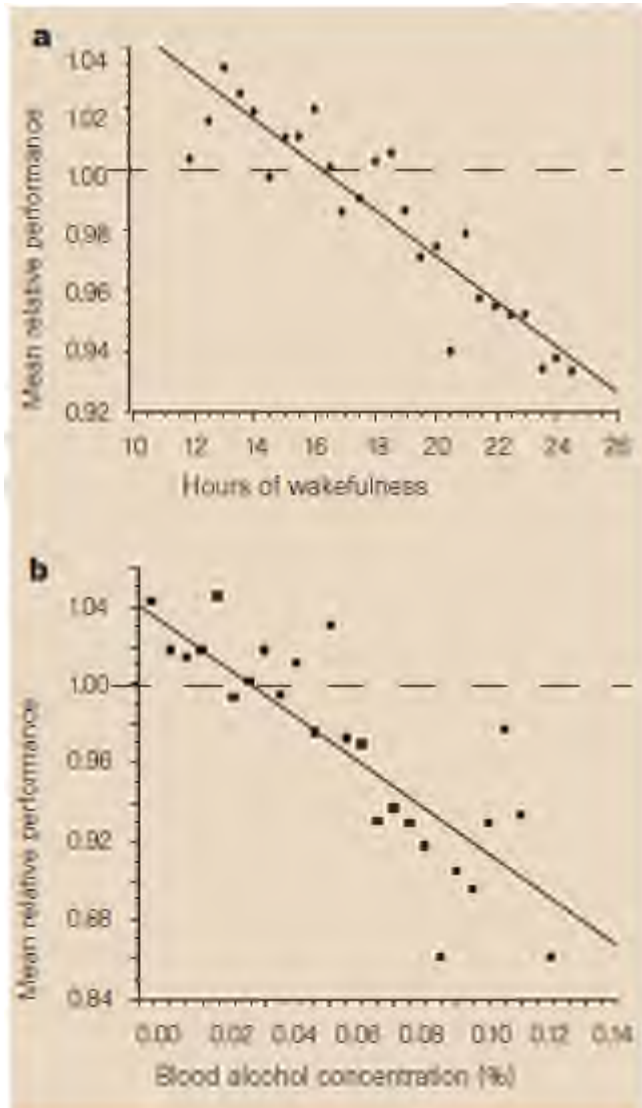 a
1.04
1.02
1.00
0.98
0.96
0.94
0.92
Mean relative performance
10 12 14 16 18 20 22 24 26
Hours of wakefulness
b
1.04
1.00
0.96
0.92
0.88
0.84
Mean relative performance
0.00 0.02 0.04 0.06 0.08 0.10 0.12 0.14
Blood alcohol concentration (%)